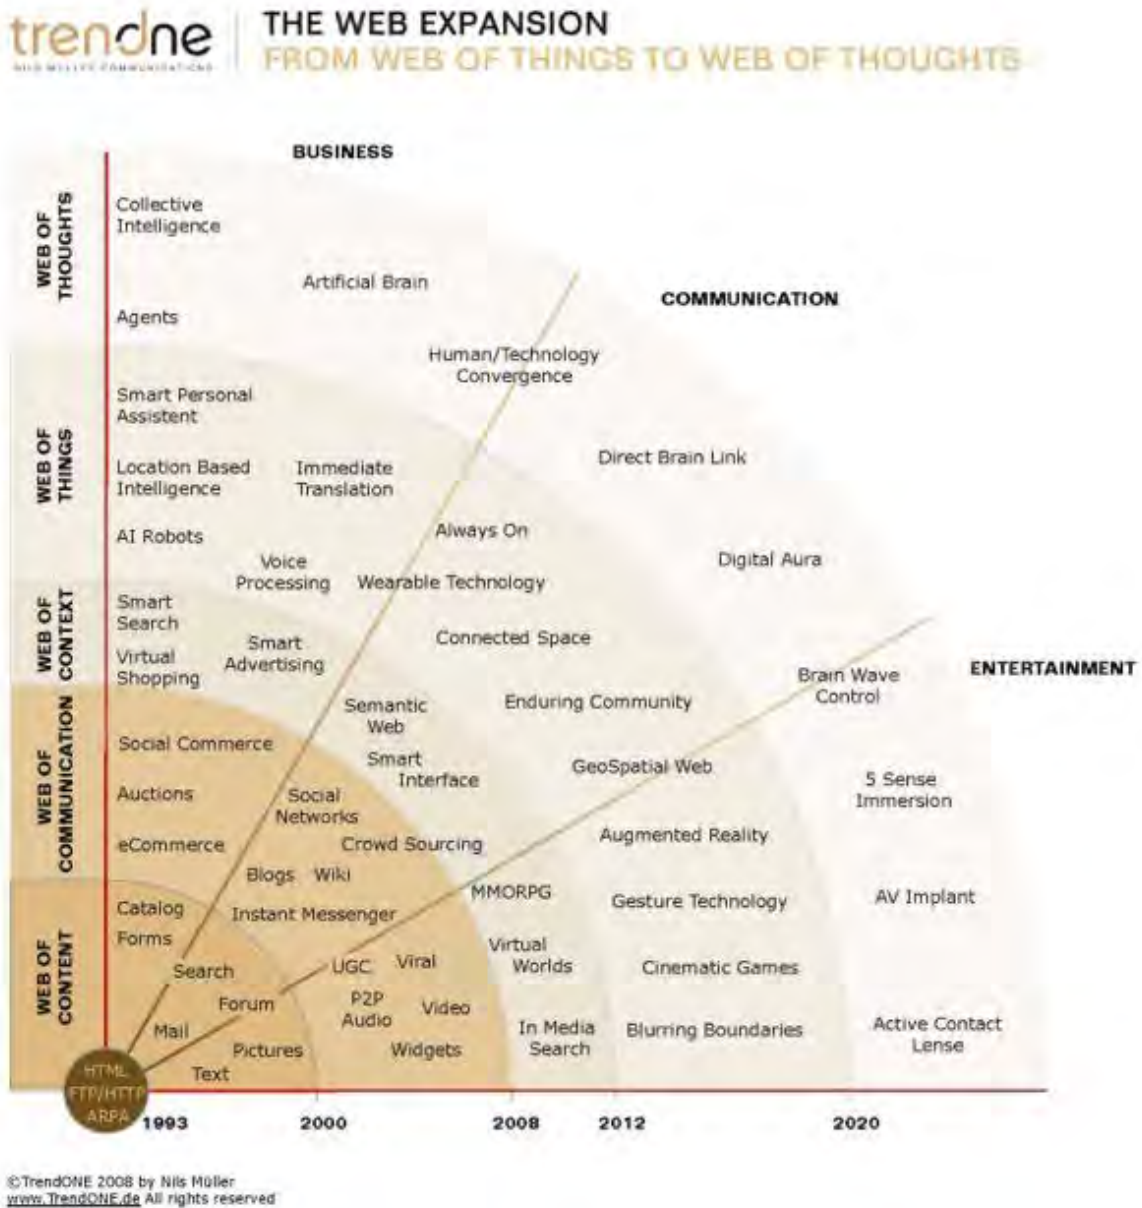 trendone
NILS MÜLLER COMMUNICATIONS
THE WEB EXPANSION
FROM WEB OF THINGS TO WEB OF THOUGHTS
BUSINESS
COMMUNICATION
ENTERTAINMENT
WEB OF
THOUGHTS
Collective
Intelligence
Artificial Brain
Agents
Human/Technology
Convergence
Direct Brain Link
Digital Aura
Brain Wave
Control
5 Sense
Immersion
AV Implant
Active Contact
Lense
WEB OF
THINGS
Smart Personal
Assistent
Location Based
Intelligence
Immediate
Translation
AI Robots
Voice
Processing
Always On
Wearable Technology
Connected Space
Enduring Community
GeoSpatial Web
Augmented Reality
Gesture Technology
Cinematic Games
Blurring Boundaries
WEB OF
CONTEXT
Smart
Search
Virtual
Shopping
Smart
Advertising
Semantic
Web
Smart
Interface
MMORPG
Virtual
Worlds
In Media
Search
WEB OF
COMMUNICATION
Social Commerce
Auctions
eCommerce
Social
Networks
Crowd Sourcing
Blogs
Wiki
Instant Messenger
UGC
Viral
P2P
Audio
Video
Widgets
WEB OF
CONTENT
Catalog
Forms
Search
Forum
Mail
Pictures
Text
HTML
FTP/HTTP
ARPA
1993
2000
2008
2012
2020
©TrendONE 2008 by Nils Müller
www.TrendONE.de All rights reserved